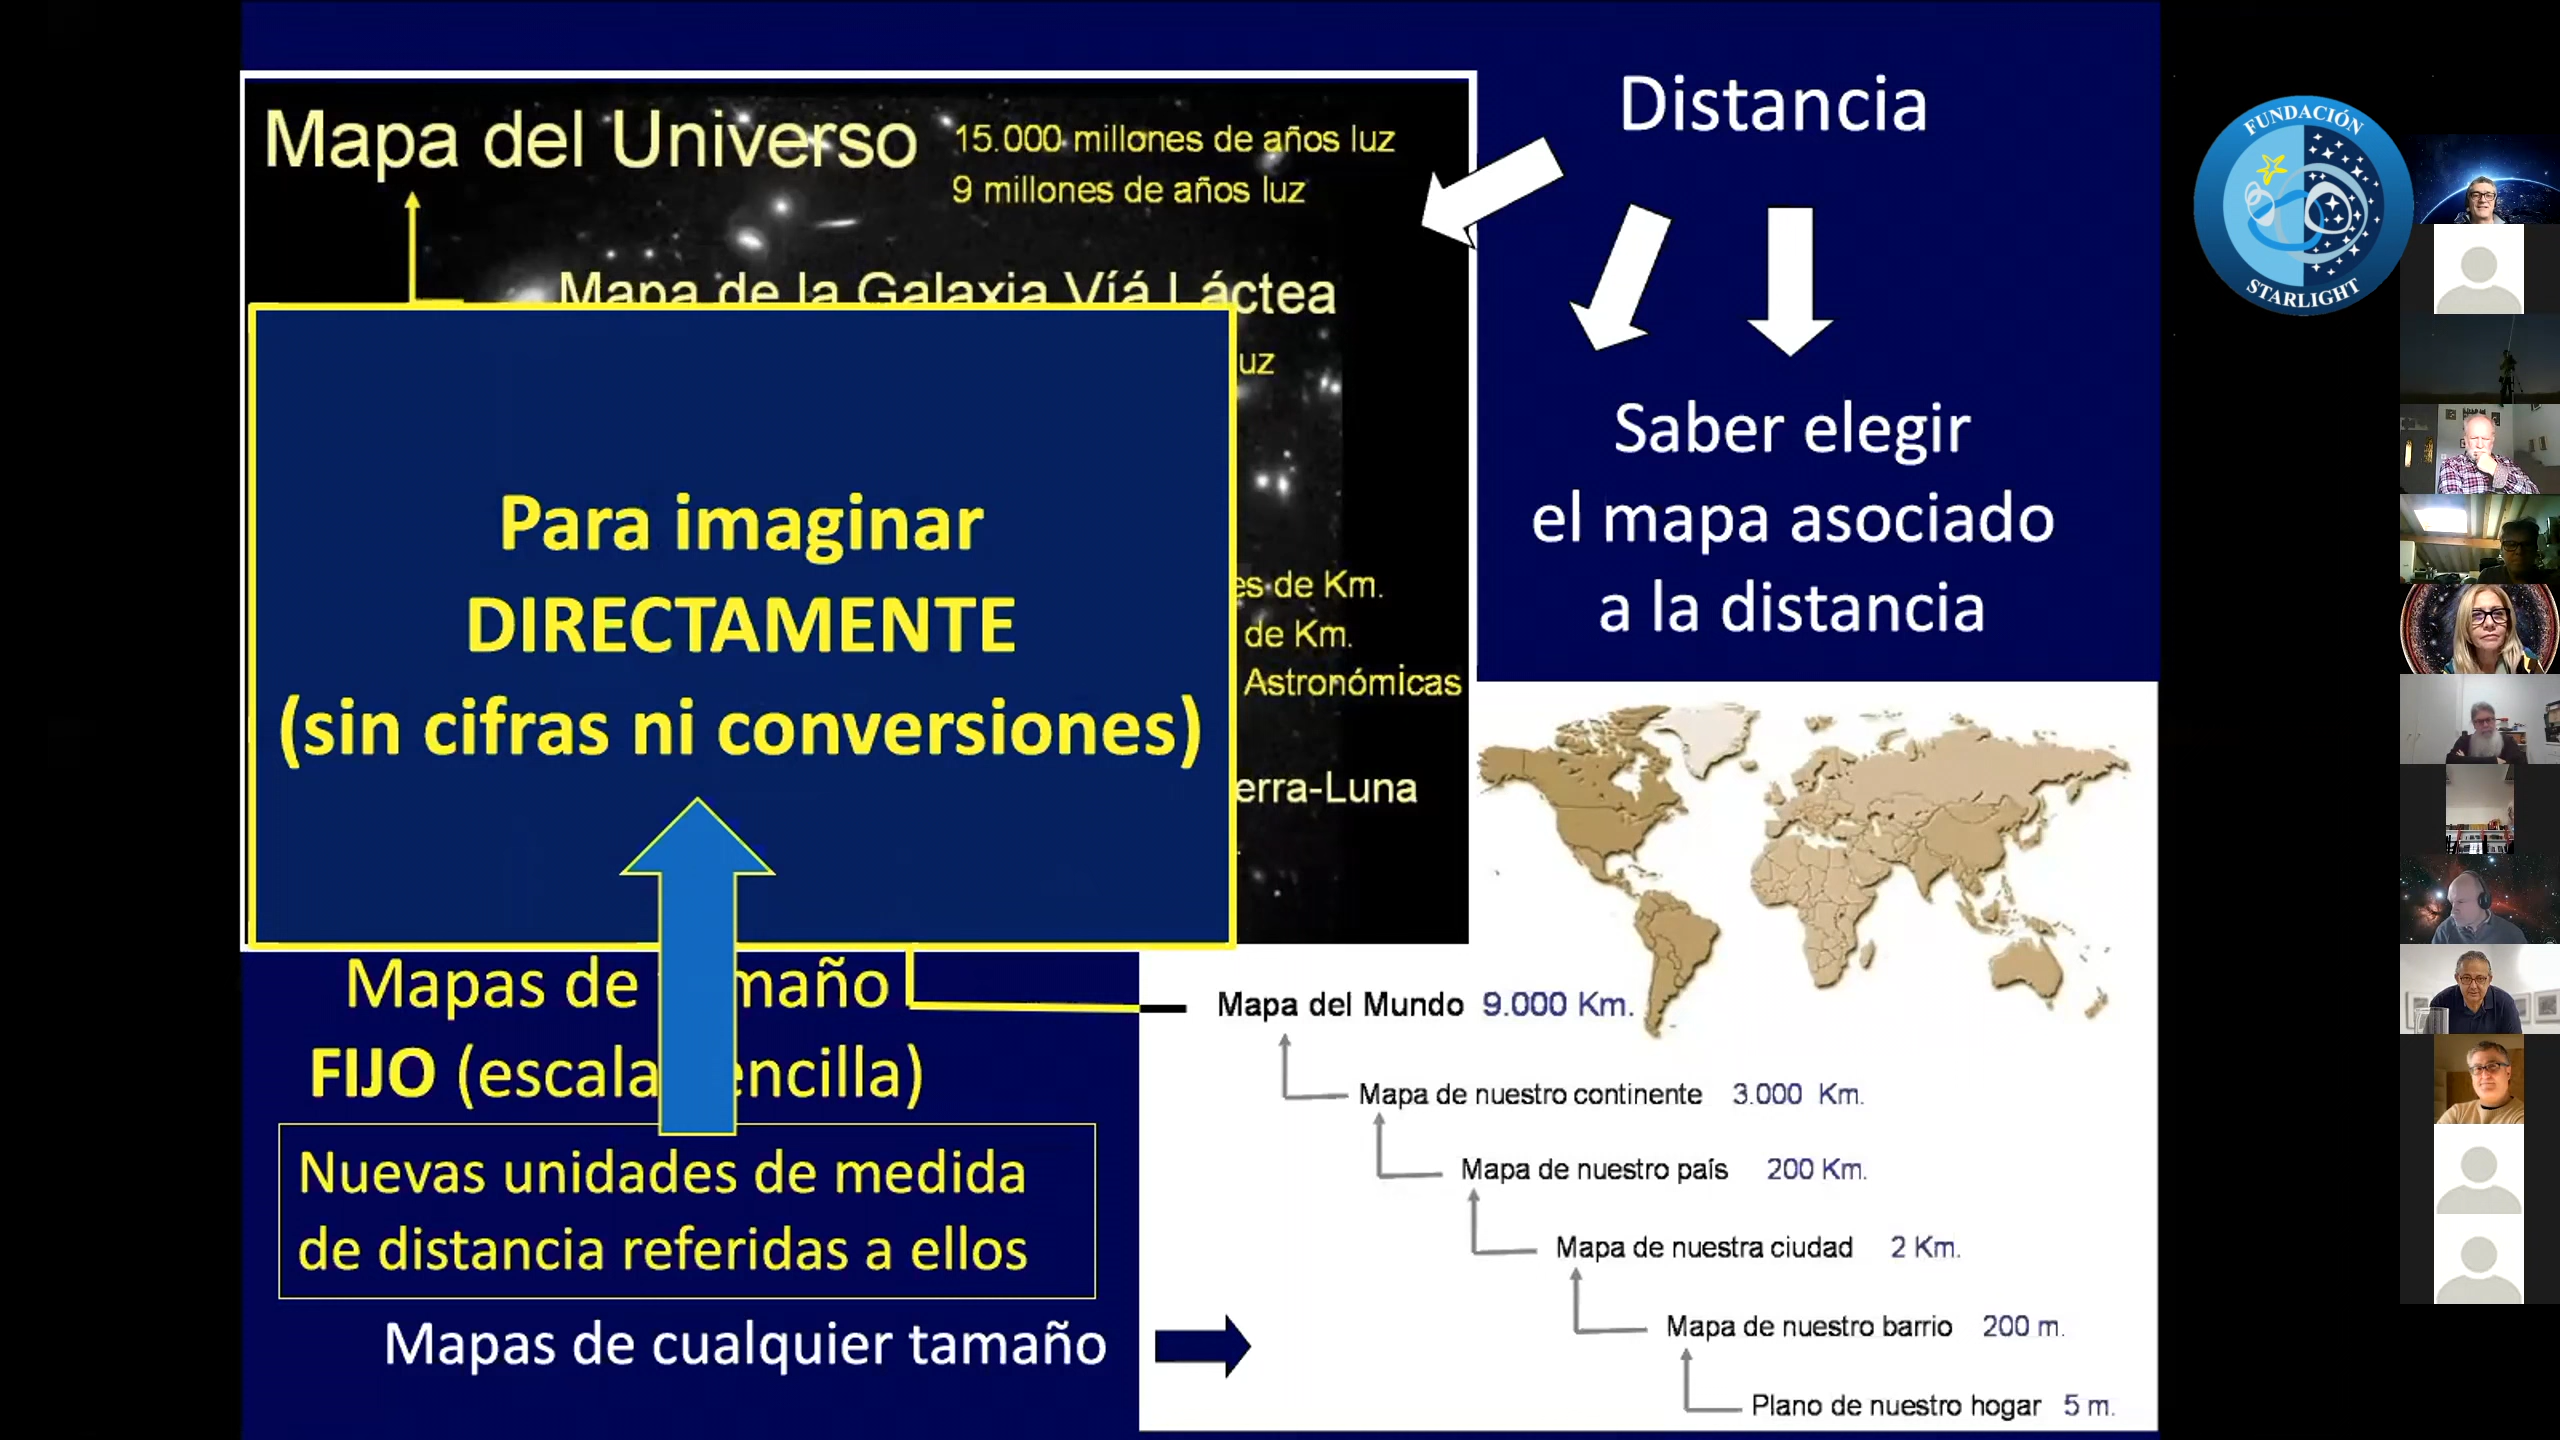 Mapa del Universo
15.000 millones de años luz
9 millones de años luz
Mapa de la Galaxia Víá Láctea
uz
es de Km.
de Km.
Astronómicas
erra-Luna
Para imaginar
DIRECTAMENTE
(sin cifras ni conversiones)
Mapas de maño
FIJO (escala encilla)
Nuevas unidades de medida
de distancia referidas a ellos
Mapas de cualquier tamaño
Distancia
Saber elegir
el mapa asociado
a la distancia
Mapa del Mundo 9.000 Km.
Mapa de nuestro continente 3.000 Km.
Mapa de nuestro país 200 Km.
Mapa de nuestra ciudad 2 Km.
Mapa de nuestro barrio 200 m.
Plano de nuestro hogar 5 m.
FUNDACIÓN
STARLIGHT